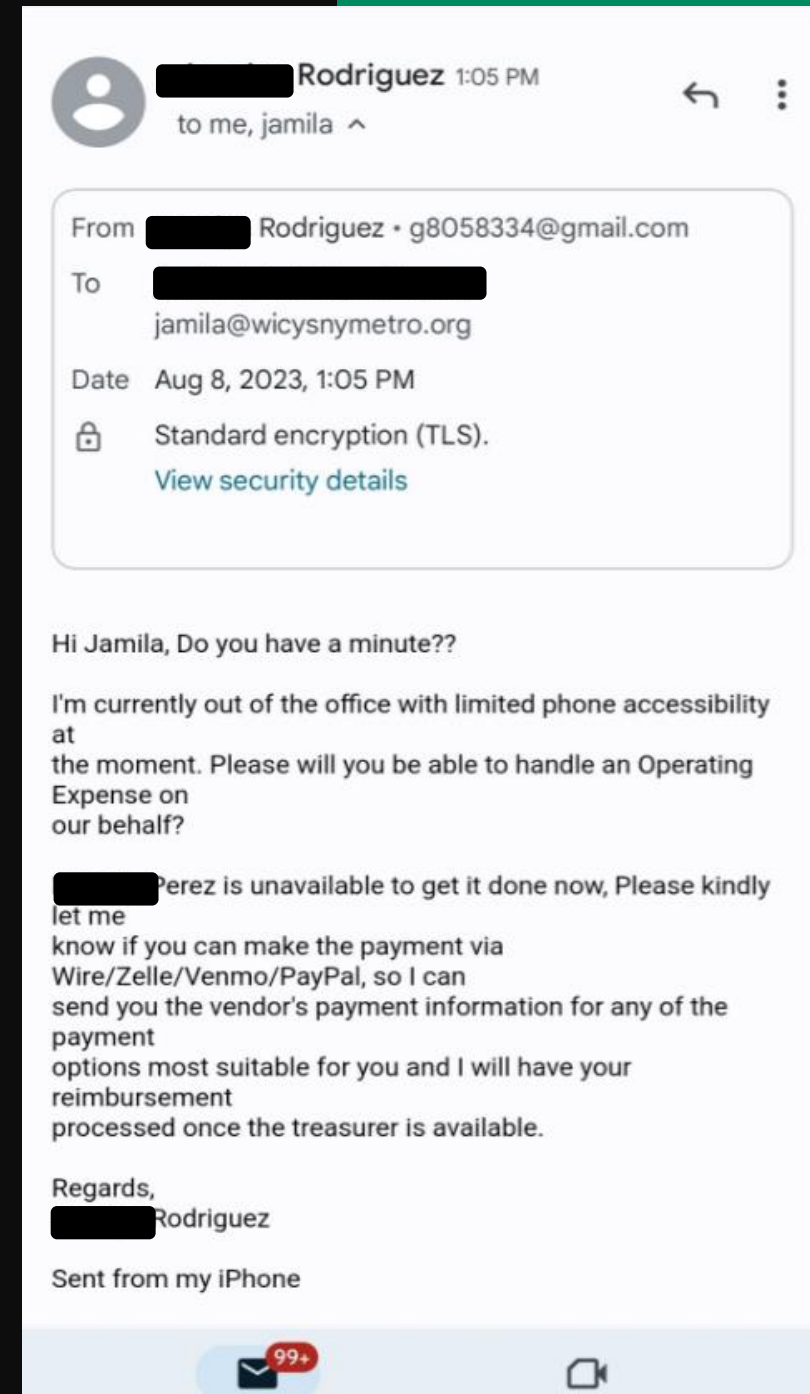 Rodriguez 1:05 PM
to me, jamila
From Rodriguez • g8058334@gmail.com
To
jamila@wicysnymetro.org
Date Aug 8, 2023, 1:05 PM
Standard encryption (TLS).
View security details
Hi Jamila, Do you have a minute??
I'm currently out of the office with limited phone accessibility
at
the moment. Please will you be able to handle an Operating
Expense on
our behalf?
Perez is unavailable to get it done now, Please kindly
let me
know if you can make the payment via
Wire/Zelle/Venmo/PayPal, so I can
send you the vendor's payment information for any of the
payment
options most suitable for you and I will have your
reimbursement
processed once the treasurer is available.
Regards,
Rodriguez
Sent from my iPhone
99+